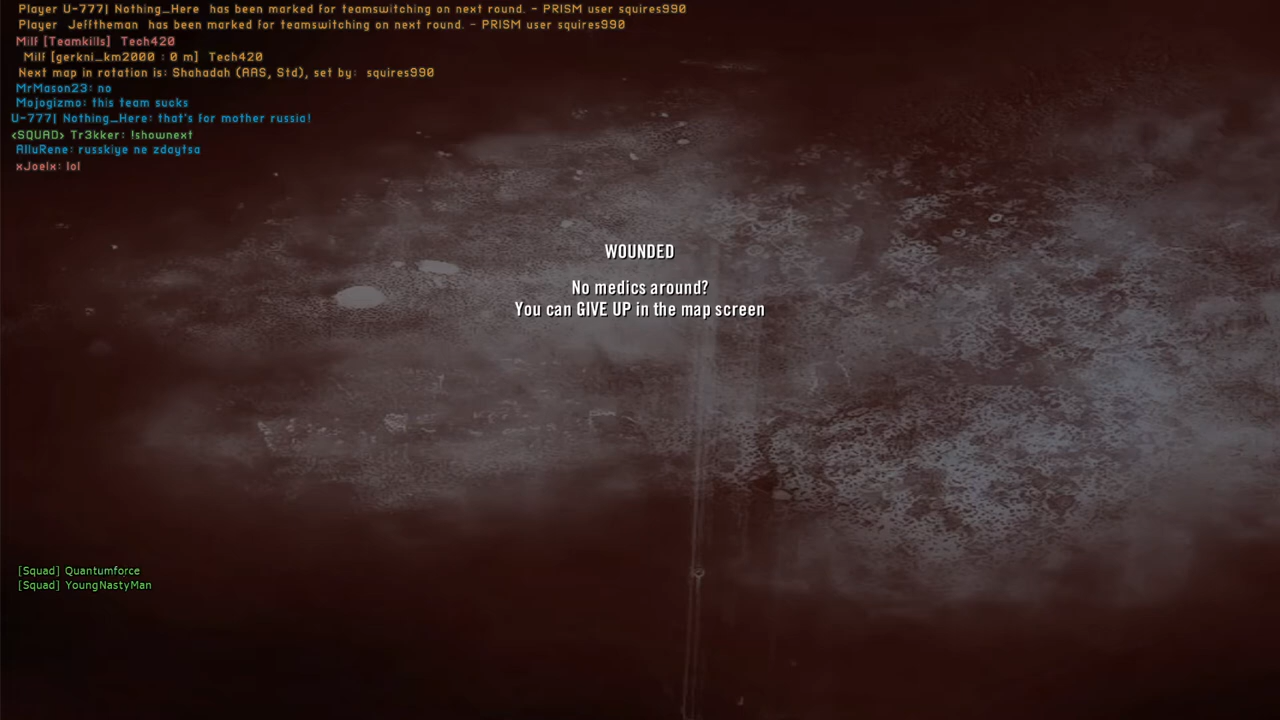 Player U-777| Nothing_Here has been marked for teamswitching on next round. - PRISM user squires990
Player Jefftheman has been marked for teamswitching on next round. - PRISM user squires990
Milf [Teamkills] Tech420
Milf [gerkni_km2000 : 0 m] Tech420
Next map in rotation is: Shahadah (AAS, Std), set by: squires990
MrMason23: no
Mojogizmo: this team sucks
U-777| Nothing_Here: that's for mother russia!
<SQUAD> Tr3kker: !shownext
AlluRene: russkiye ne zdaytsa
xJoelx: lol
WOUNDED
No medics around?
You can GIVE UP in the map screen
[Squad] Quantumforce
[Squad] YoungNastyMan